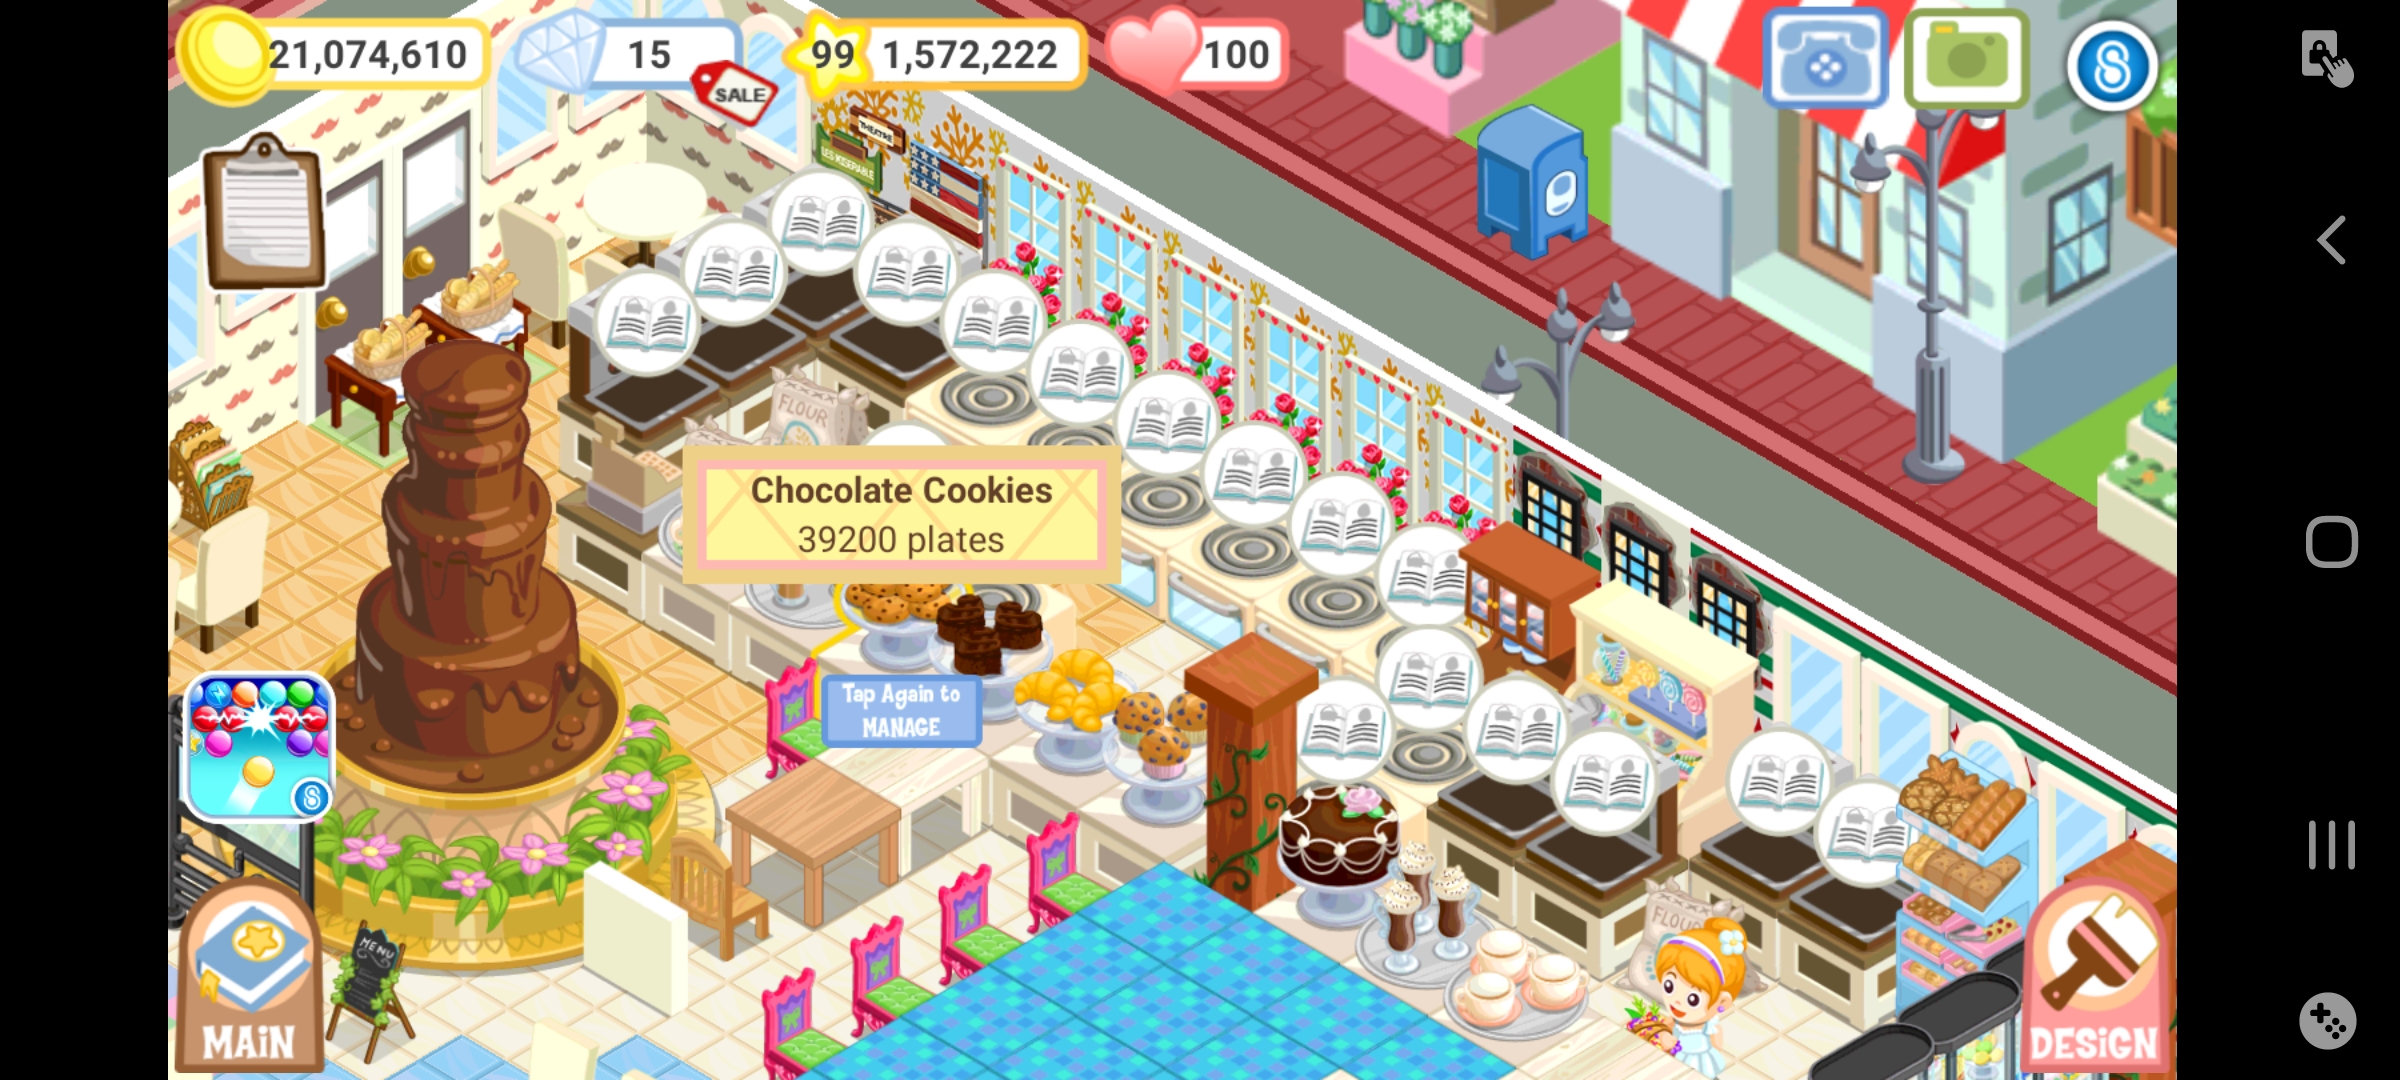 21,074,610
15
SALE
99
1,572,222
100
THEATRE
LES MISERABLE
FLOUR
Chocolate Cookies
39200 plates
Tap Again to
MANAGE
FLOUR
MENU
MAIN
DESIGN